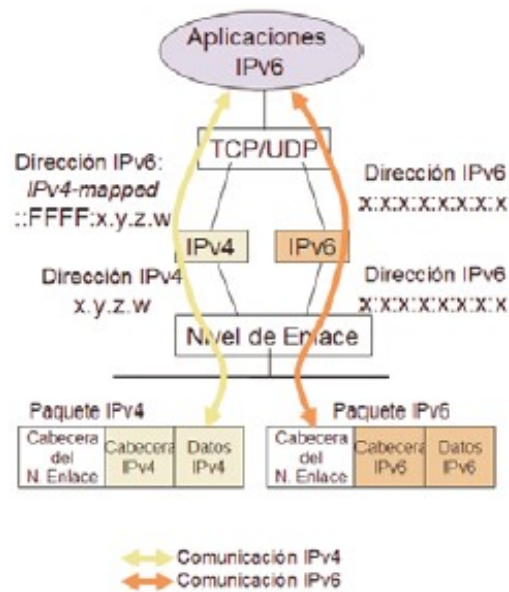 Aplicaciones
IPv6
TCP/UDP
Dirección IPv6:
IPv4-mapped
::FFFF:x.y.z.w
Dirección IPv6
x:x:x:x:x:x:x:x
IPv4
IPv6
Dirección IPv4
x.y.z.w
Dirección IPv6
x:x:x:x:x:x:x:x
Nivel de Enlace
Paquete IPv4
Paquete IPv6
Cabecera
del
N. Enlace
Cabecera
IPv4
Datos
IPv4
Cabecera
del
N. Enlace
Cabecera
IPv6
Datos
IPv6
Comunicación IPv4
Comunicación IPv6